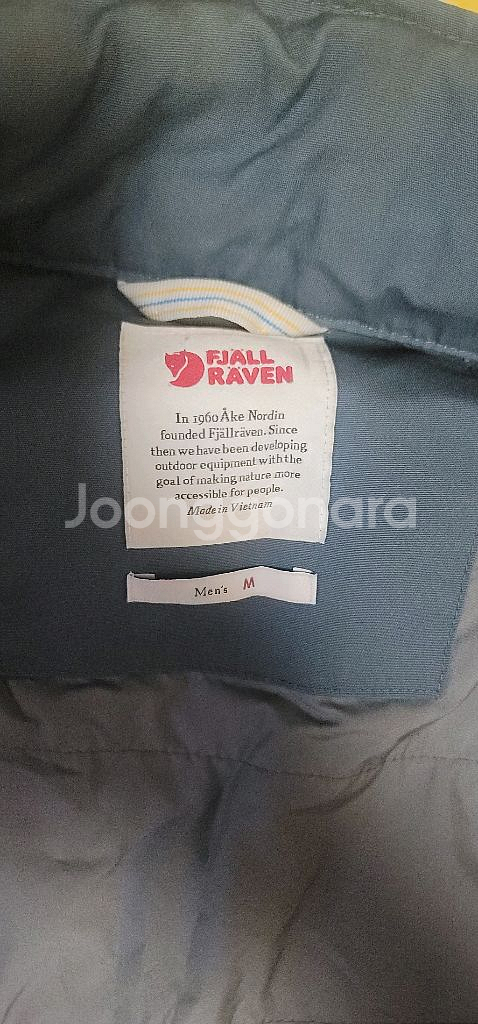 FJÄLL
RÄVEN
In 1960 Åke Nordin
founded Fjällräven. Since
then we have been developing
outdoor equipment with the
goal of making nature more
accessible for people.
Made in Vietnam
Joonggonara
Men's M